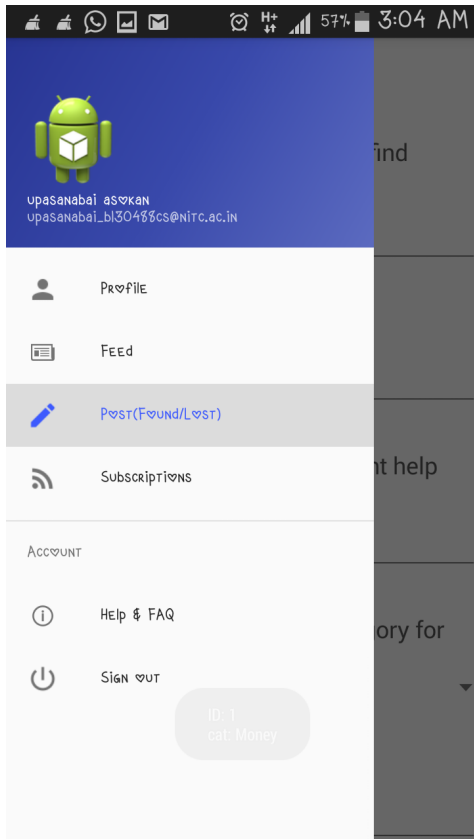 H+
57%
3:04 AM
upasanabai asokan
upasanabai_b130488cs@nitc.ac.in
Profile
Feed
Post(Found/Lost)
Subscriptions
Account
Help & FAQ
Sign out
find
nt help
ory for
ID: 1
cat: Money